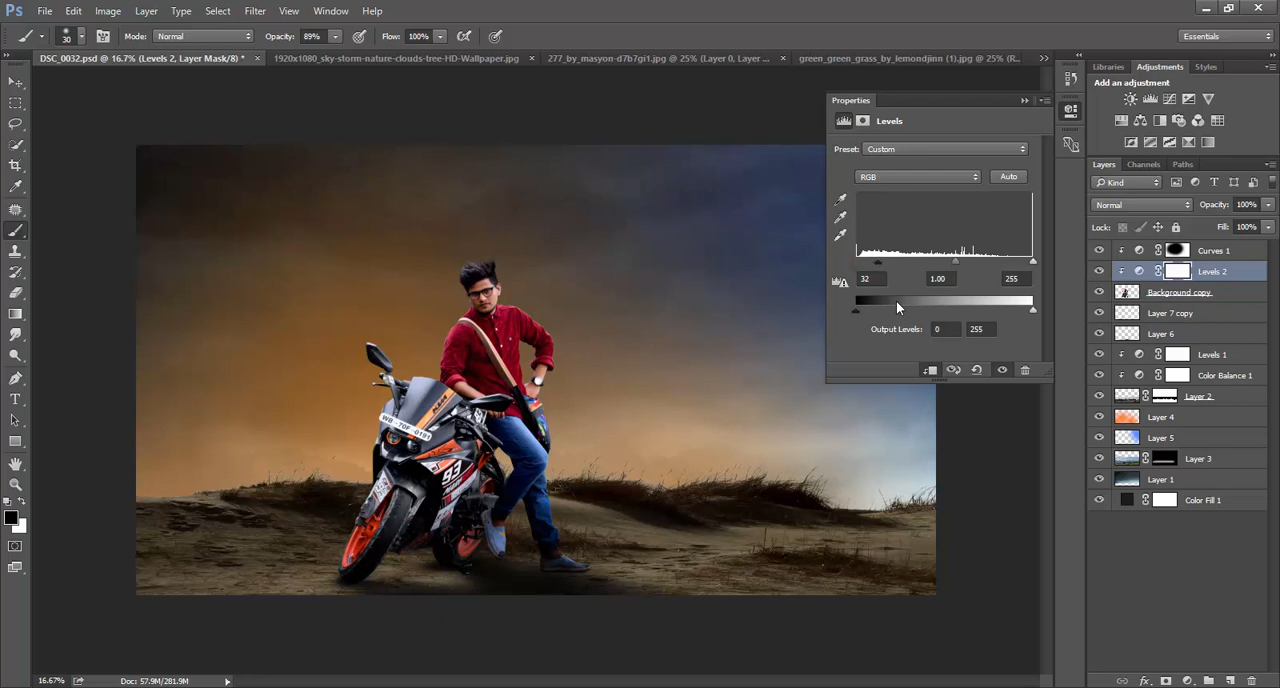 Ps File Edit Image Layer Type Select Filter View Window Help
30 Mode: Normal Opacity: 89% Flow: 100% Essentials
DSC_0032.psd @ 16.7% (Levels 2, Layer Mask/8) * × 1920x1080_sky-storm-nature-clouds-tree-HD-Wallpaper.jpg × 277_by_masyon-d7b7gi1.jpg @ 25% (Layer 0, Layer ... × green_green_grass_by_lemondjinn (1).jpg @ 25% (R...
Libraries Adjustments Styles
Add an adjustment
Properties
Levels
Preset: Custom
RGB Auto
32 1.00 255
Output Levels: 0 255
Layers Channels Paths
Kind
Normal Opacity: 100%
Lock: Fill: 100%
Curves 1
Levels 2
Background copy
Layer 7 copy
Layer 6
Levels 1
Color Balance 1
Layer 2
Layer 4
Layer 5
Layer 3
Layer 1
Color Fill 1
KTM
93
16.67% Doc: 57.9M/281.9M